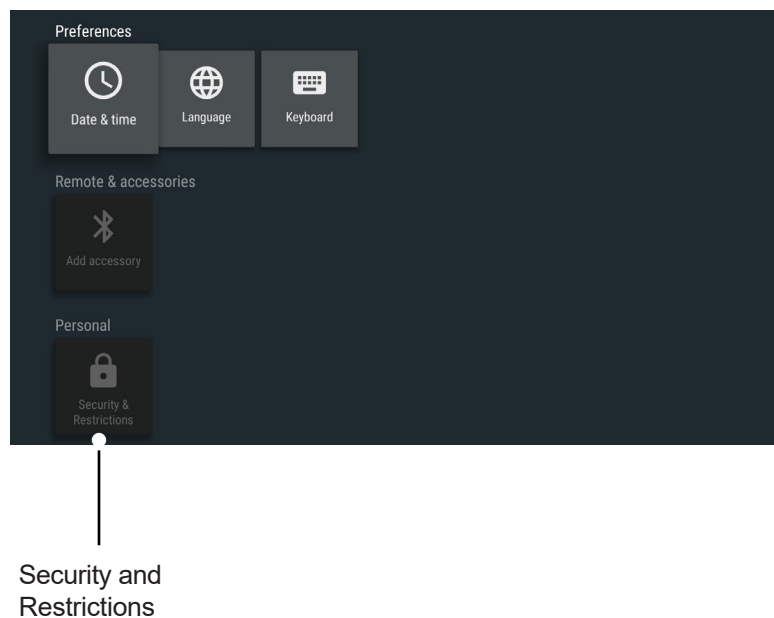 Preferences
Date & time
Language
Keyboard
Remote & accessories
Add accessory
Personal
Security &
Restrictions
Security and
Restrictions